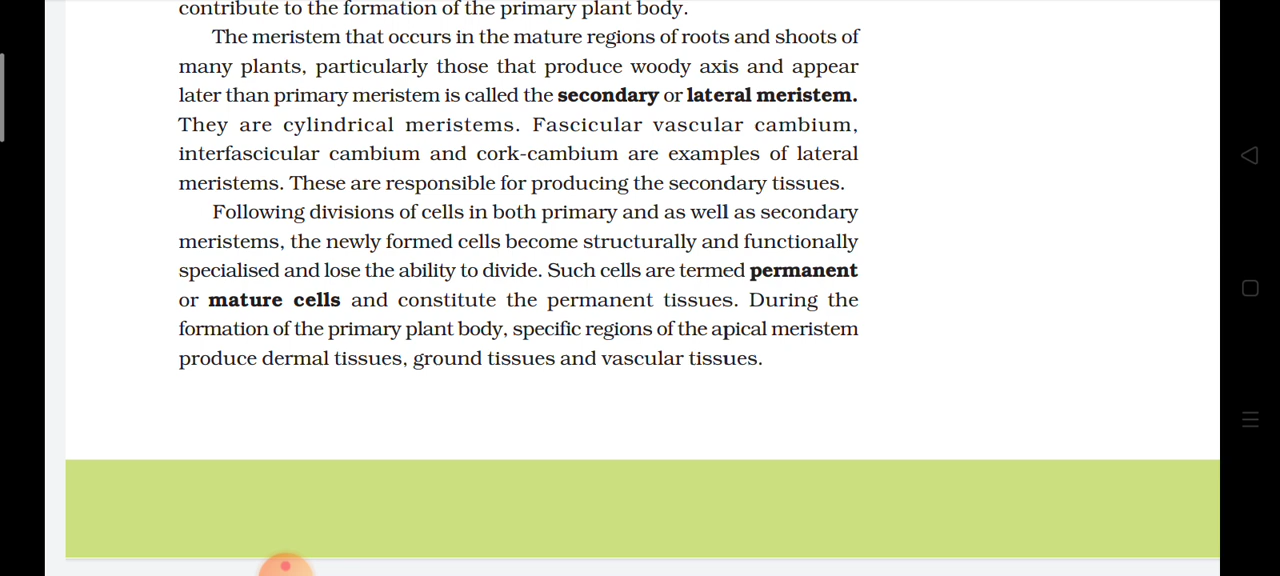 contribute to the formation of the primary plant body.
The meristem that occurs in the mature regions of roots and shoots of
many plants, particularly those that produce woody axis and appear
later than primary meristem is called the secondary or lateral meristem.
They are cylindrical meristems. Fascicular vascular cambium,
interfascicular cambium and cork-cambium are examples of lateral
meristems. These are responsible for producing the secondary tissues.
Following divisions of cells in both primary and as well as secondary
meristems, the newly formed cells become structurally and functionally
specialised and lose the ability to divide. Such cells are termed permanent
or mature cells and constitute the permanent tissues. During the
formation of the primary plant body, specific regions of the apical meristem
produce dermal tissues, ground tissues and vascular tissues.